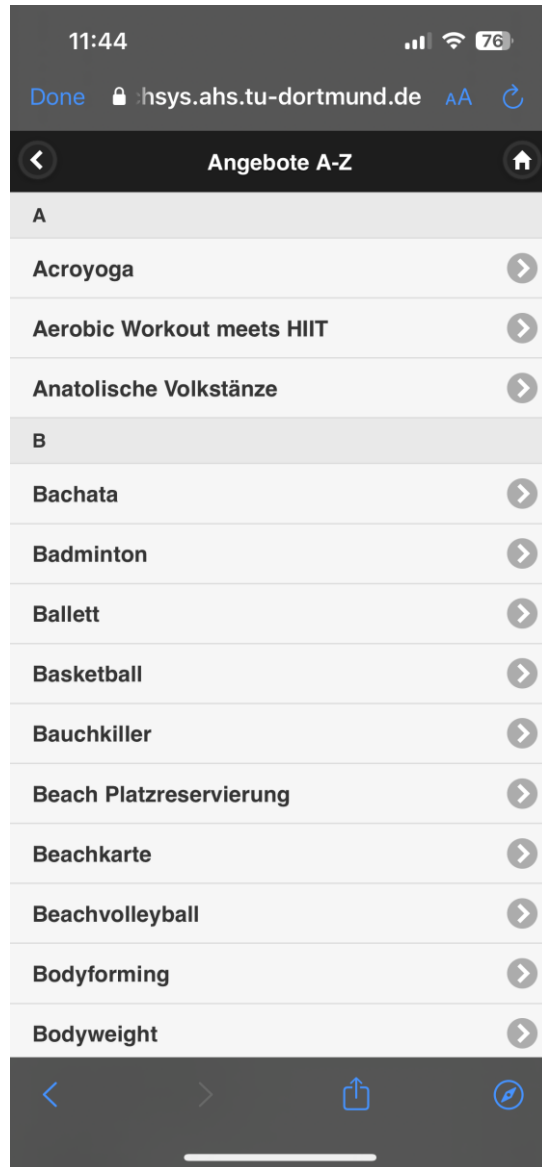 11:44
76
Done hsys.ahs.tu-dortmund.de AA
Angebote A-Z
A
Acroyoga
Aerobic Workout meets HIIT
Anatolische Volkstänze
B
Bachata
Badminton
Ballett
Basketball
Bauchkiller
Beach Platzreservierung
Beachkarte
Beachvolleyball
Bodyforming
Bodyweight